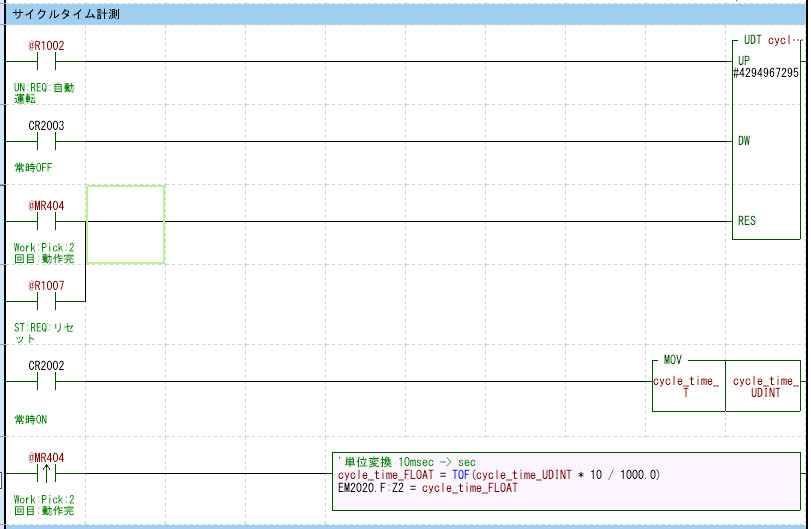 サイクルタイム計測
@R1002
UDT cycl…
UP
#4294967295
UN:REQ:自動
運転
CR2003
DW
常時OFF
@MR404
RES
Work:Pick:2
回目:動作完
@R1007
ST:REQ:リセ
ット
CR2002
MOV
cycle_time_
T
cycle_time_
UDINT
常時ON
@MR404
'単位変換 10msec -> sec
cycle_time_FLOAT = TOF(cycle_time_UDINT * 10 / 1000.0)
EM2020.F:Z2 = cycle_time_FLOAT
Work:Pick:2
回目:動作完